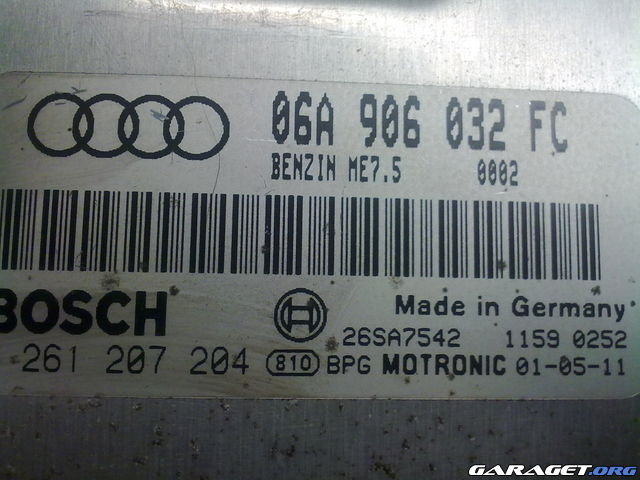 06A 906 032 FC
BENZIN ME7.5 0002
BOSCH
Made in Germany
26SA7542 1159 0252
261 207 204 810 BPG MOTRONIC 01-05-11
GARAGET.ORG